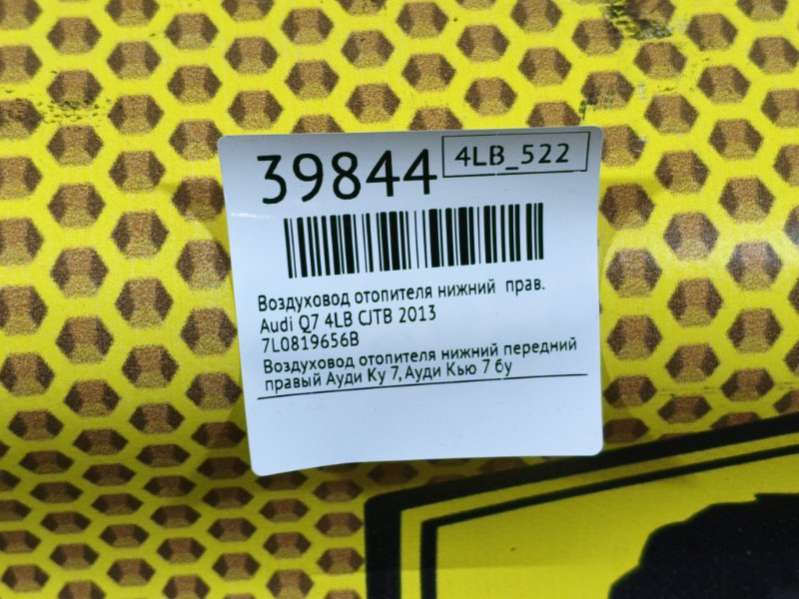 39844
4LB_522
Воздуховод отопителя нижний прав.
Audi Q7 4LB CJTB 2013
7L0819656B
Воздуховод отопителя нижний передний
правый Ауди Ку 7, Ауди Кью 7 бу